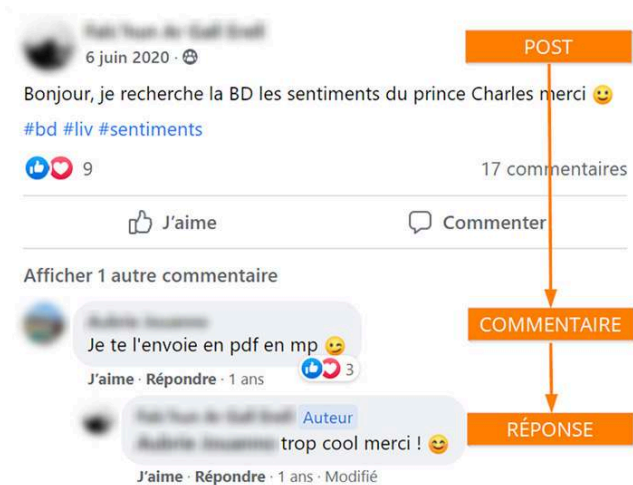 POST
6 juin 2020 ·
Bonjour, je recherche la BD les sentiments du prince Charles merci 😀
#bd #liv #sentiments
9 17 commentaires
J'aime Commenter
Afficher 1 autre commentaire
COMMENTAIRE
Je te l'envoie en pdf en mp 😉
3
J'aime · Répondre · 1 ans
Auteur
RÉPONSE
trop cool merci ! 😊
J'aime · Répondre · 1 ans · Modifié